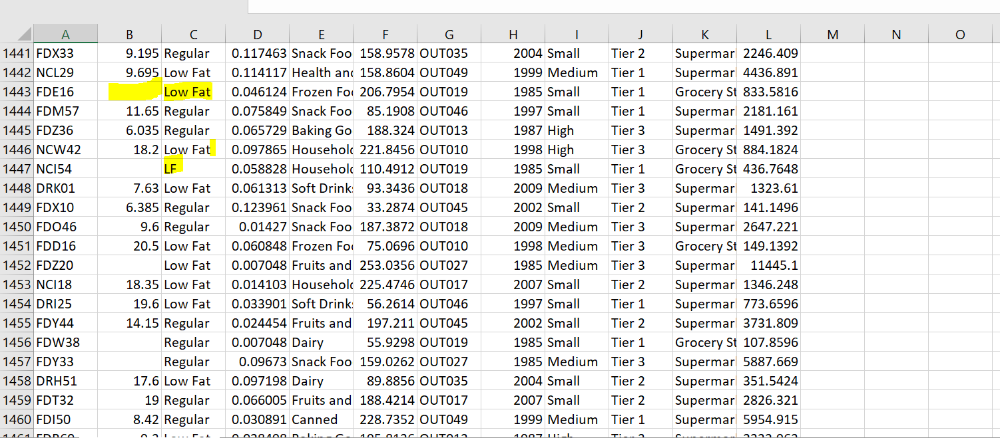 A B C D E F G H I J K L M N O
1441 FDX33 9.195 Regular 0.117463 Snack Foo 158.9578 OUT035 2004 Small Tier 2 Supermar 2246.409
1442 NCL29 9.695 Low Fat 0.114117 Health and 158.8604 OUT049 1999 Medium Tier 1 Supermar 4436.891
1443 FDE16 Low Fat 0.046124 Frozen Foo 206.7954 OUT019 1985 Small Tier 1 Grocery St 833.5816
1444 FDM57 11.65 Regular 0.075849 Snack Foo 85.1908 OUT046 1997 Small Tier 1 Supermar 2181.161
1445 FDZ36 6.035 Regular 0.065729 Baking Go 188.324 OUT013 1987 High Tier 3 Supermar 1491.392
1446 NCW42 18.2 Low Fat 0.097865 Household 221.8456 OUT010 1998 High Tier 3 Grocery St 884.1824
1447 NCI54 LF 0.058828 Household 110.4912 OUT019 1985 Small Tier 1 Grocery St 436.7648
1448 DRK01 7.63 Low Fat 0.061313 Soft Drinks 93.3436 OUT018 2009 Medium Tier 3 Supermar 1323.61
1449 FDX10 6.385 Regular 0.123961 Snack Foo 33.2874 OUT045 2002 Small Tier 2 Supermar 141.1496
1450 FDO46 9.6 Regular 0.01427 Snack Foo 187.3872 OUT018 2009 Medium Tier 3 Supermar 2647.221
1451 FDD16 20.5 Low Fat 0.060848 Frozen Foo 75.0696 OUT010 1998 Medium Tier 3 Grocery St 149.1392
1452 FDZ20 Low Fat 0.007048 Fruits and 253.0356 OUT027 1985 Medium Tier 3 Supermar 11445.1
1453 NCI18 18.35 Low Fat 0.014103 Household 225.4746 OUT017 2007 Small Tier 2 Supermar 1346.248
1454 DRI25 19.6 Low Fat 0.033901 Soft Drinks 56.2614 OUT046 1997 Small Tier 1 Supermar 773.6596
1455 FDY44 14.15 Regular 0.024454 Fruits and 197.211 OUT045 2002 Small Tier 2 Supermar 3731.809
1456 FDW38 Regular 0.007048 Dairy 55.9298 OUT019 1985 Small Tier 1 Grocery St 107.8596
1457 FDY33 Regular 0.09673 Snack Foo 159.0262 OUT027 1985 Medium Tier 3 Supermar 5887.669
1458 DRH51 17.6 Low Fat 0.097198 Dairy 89.8856 OUT035 2004 Small Tier 2 Supermar 351.5424
1459 FDT32 19 Regular 0.066005 Fruits and 188.4214 OUT017 2007 Small Tier 2 Supermar 2826.321
1460 FDI50 8.42 Regular 0.030891 Canned 228.7352 OUT049 1999 Medium Tier 1 Supermar 5954.915